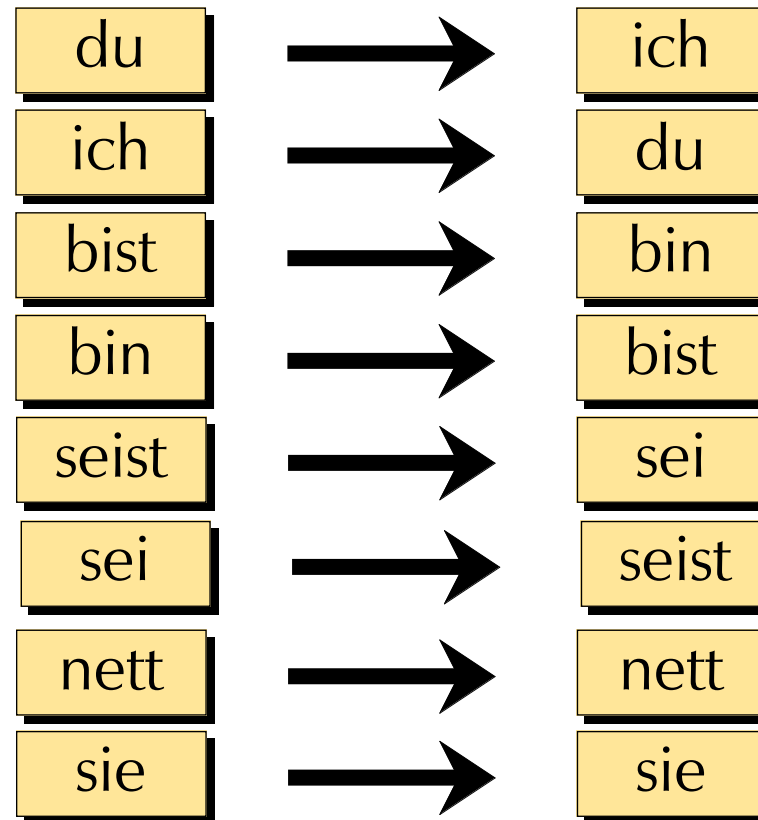 du ich
ich du
bist bin
bin bist
seist sei
sei seist
nett nett
sie sie